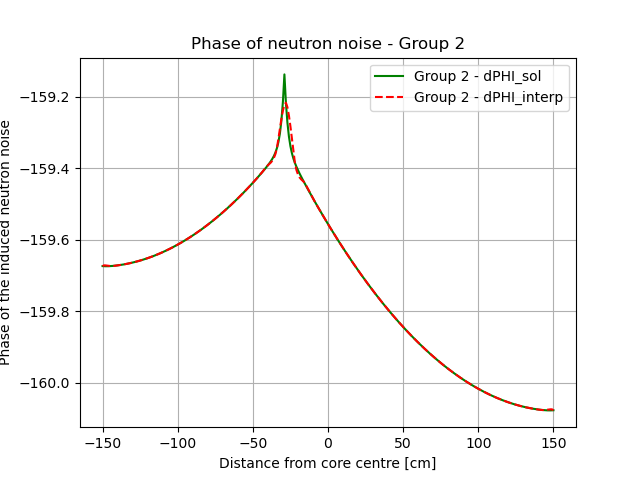 Phase of neutron noise - Group 2
Group 2 - dPHI_sol
Group 2 - dPHI_interp
Phase of the induced neutron noise
−159.2
−159.4
−159.6
−159.8
−160.0
−150
−100
−50
0
50
100
150
Distance from core centre [cm]